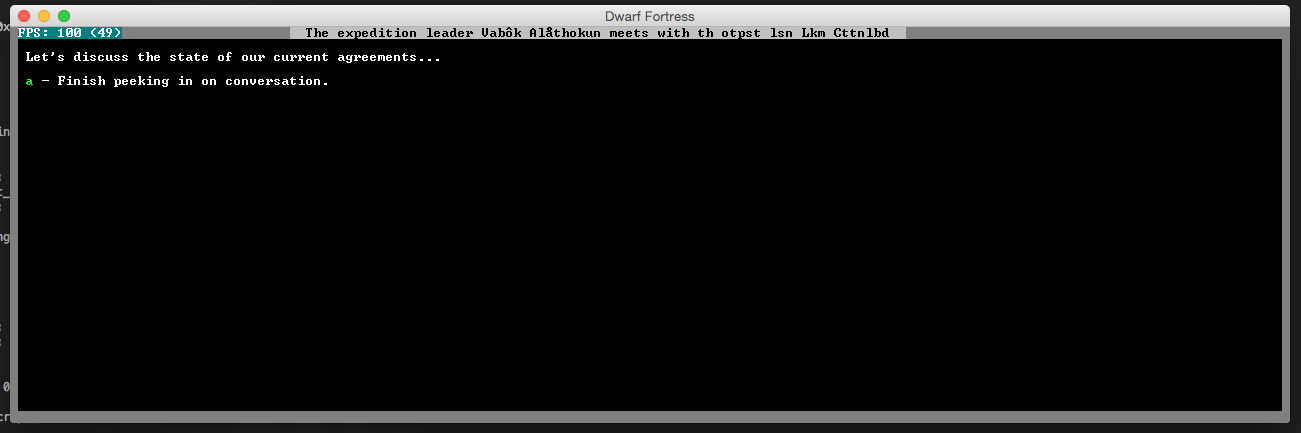 Dwarf Fortress
FPS: 100 (49)
The expedition leader Vabôk Alåthokun meets with th otpst lsn Lkm Cttnlbd
Let's discuss the state of our current agreements...
a - Finish peeking in on conversation.